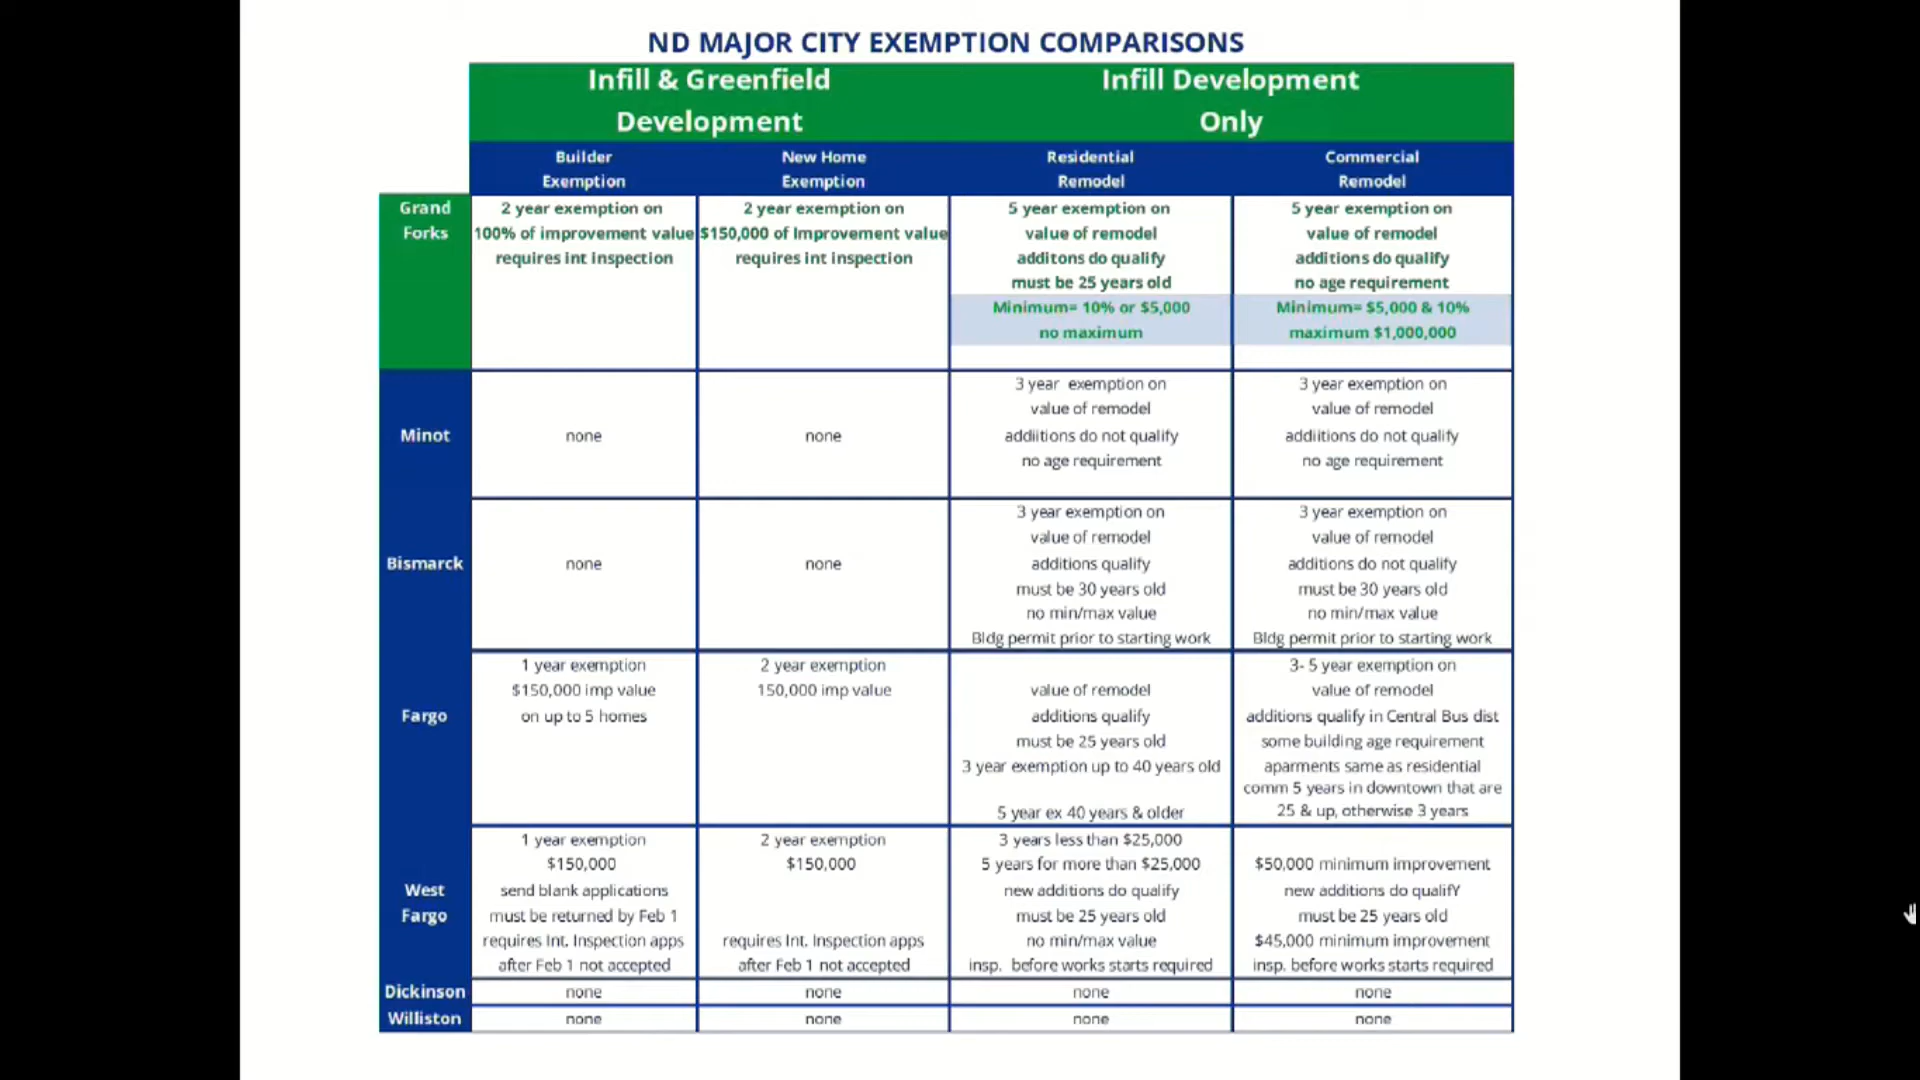 ND MAJOR CITY EXEMPTION COMPARISONS
Infill & Greenfield
Development
Infill Development
Only
Builder
Exemption
New Home
Exemption
Residential
Remodel
Commercial
Remodel
Grand
Forks
2 year exemption on
100% of improvement value
requires int inspection
2 year exemption on
$150,000 of Improvement value
requires int inspection
5 year exemption on
value of remodel
additons do qualify
must be 25 years old
Minimum= 10% or $5,000
no maximum
5 year exemption on
value of remodel
additions do qualify
no age requirement
Minimum= $5,000 & 10%
maximum $1,000,000
Minot
none
none
3 year exemption on
value of remodel
addiitions do not qualify
no age requirement
3 year exemption on
value of remodel
addiitions do not qualify
no age requirement
Bismarck
none
none
3 year exemption on
value of remodel
additions qualify
must be 30 years old
no min/max value
Bldg permit prior to starting work
3 year exemption on
value of remodel
additions do not qualify
must be 30 years old
no min/max value
Bldg permit prior to starting work
Fargo
1 year exemption
$150,000 imp value
on up to 5 homes
2 year exemption
150,000 imp value
value of remodel
additions qualify
must be 25 years old
3 year exemption up to 40 years old
5 year ex 40 years & older
3- 5 year exemption on
value of remodel
additions qualify in Central Bus dist
some building age requirement
aparments same as residential
comm 5 years in downtown that are
25 & up, otherwise 3 years
West
Fargo
1 year exemption
$150,000
send blank applications
must be returned by Feb 1
requires Int. Inspection apps
after Feb 1 not accepted
2 year exemption
$150,000
requires Int. Inspection apps
after Feb 1 not accepted
3 years less than $25,000
5 years for more than $25,000
new additions do qualify
must be 25 years old
no min/max value
insp. before works starts required
$50,000 minimum improvement
new additions do qualifY
must be 25 years old
$45,000 minimum improvement
insp. before works starts required
Dickinson
none
none
none
none
Williston
none
none
none
none